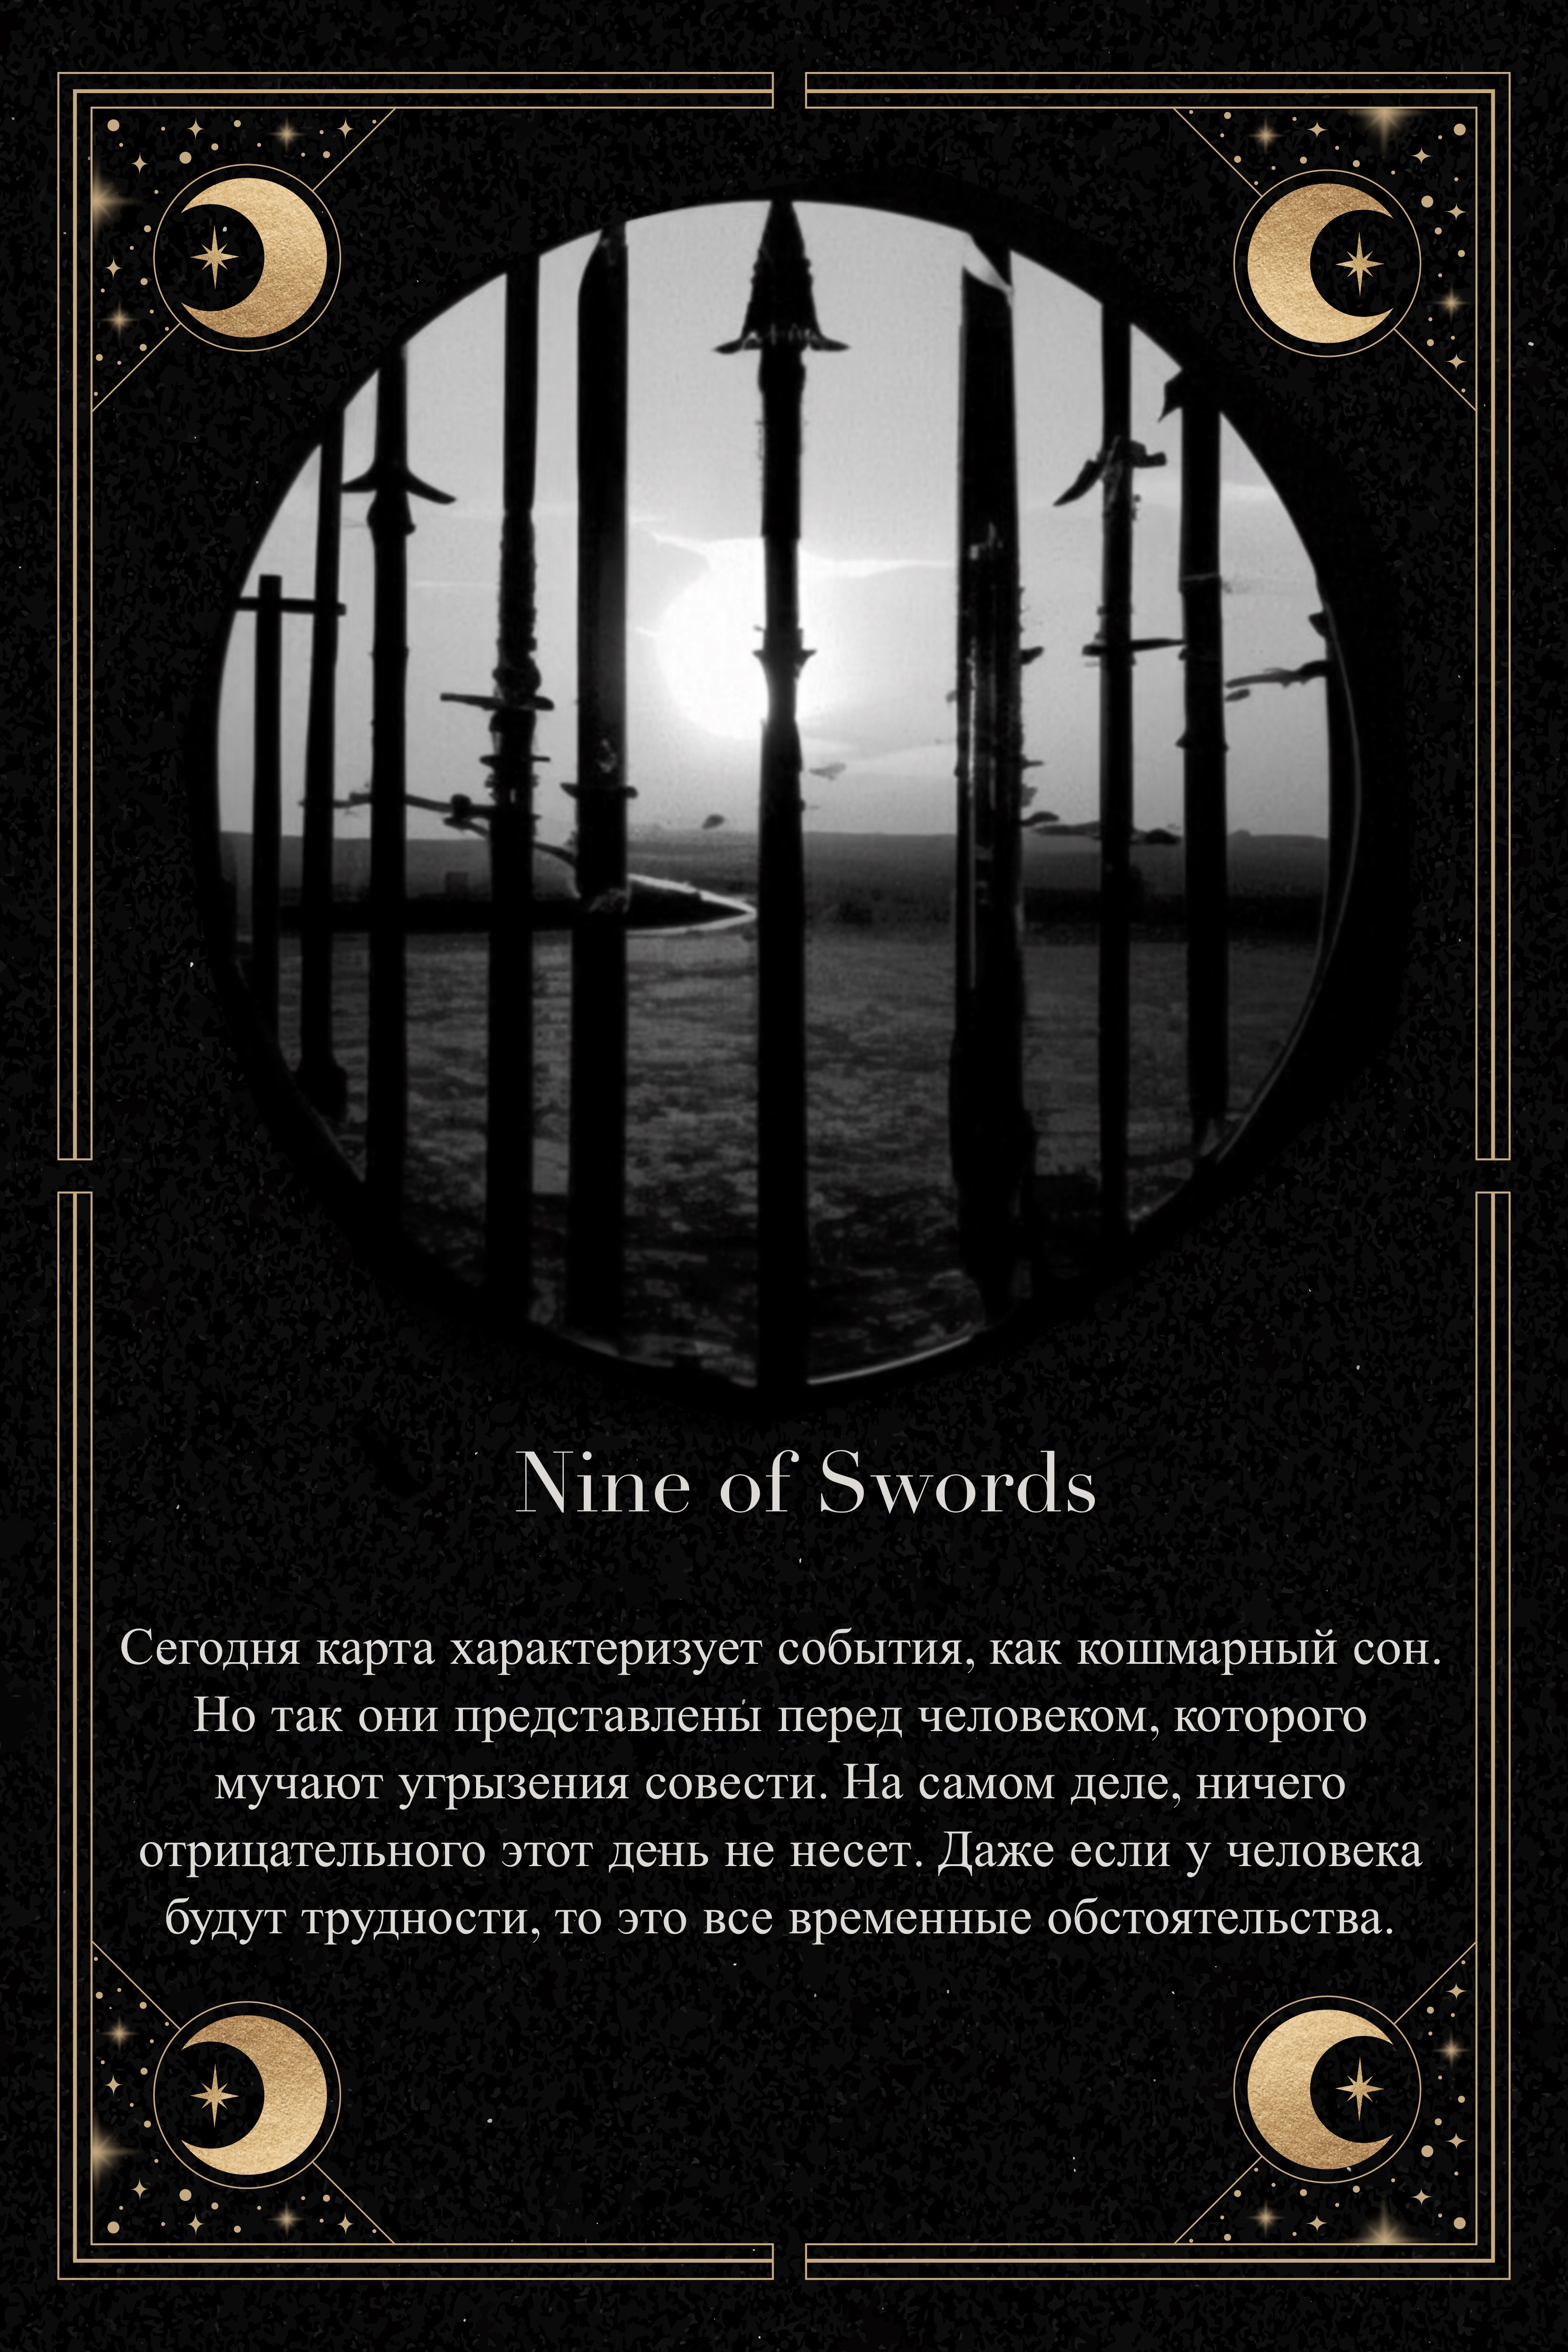 Nine of Swords
Сегодня карта характеризует события, как кошмарный сон.
Но так они представлены перед человеком, которого
мучают угрызения совести. На самом деле, ничего
отрицательного этот день не несет. Даже если у человека
будут трудности, то это все временные обстоятельства.